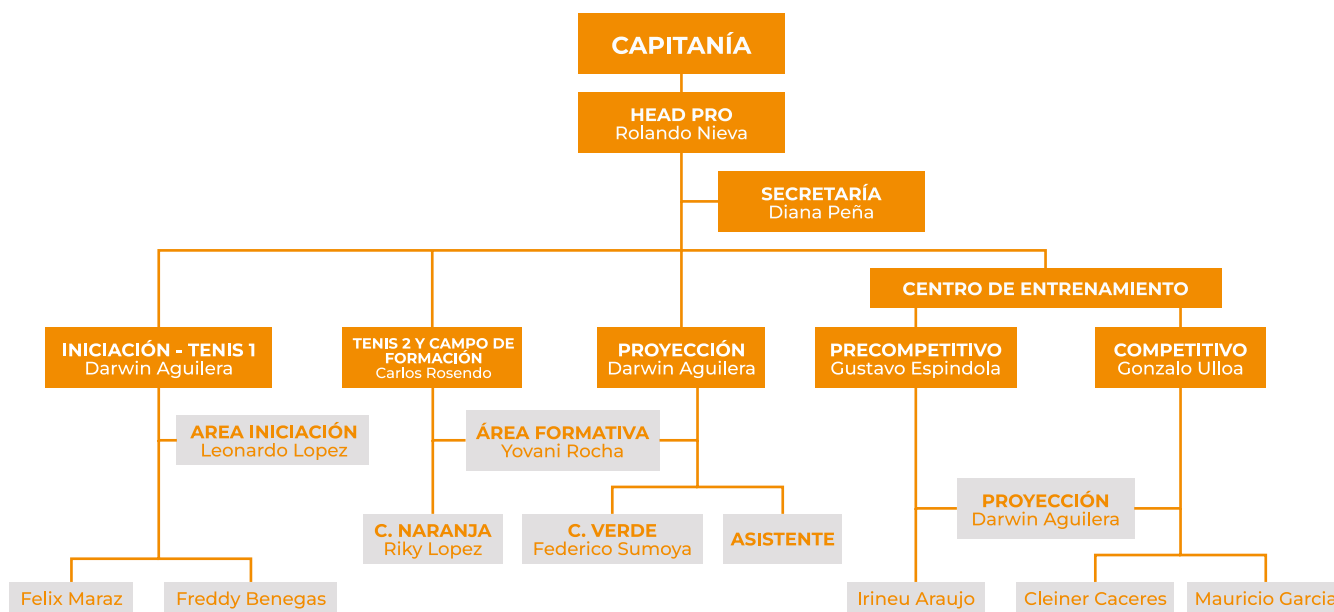 CAPITANÍA
HEAD PRO
Rolando Nieva
SECRETARÍA
Diana Peña
CENTRO DE ENTRENAMIENTO
INICIACIÓN - TENIS 1
Darwin Aguilera
TENIS 2 Y CAMPO DE
FORMACIÓN
Carlos Rosendo
PROYECCIÓN
Darwin Aguilera
PRECOMPETITIVO
Gustavo Espindola
COMPETITIVO
Gonzalo Ulloa
AREA INICIACIÓN
Leonardo Lopez
ÁREA FORMATIVA
Yovani Rocha
PROYECCIÓN
Darwin Aguilera
C. NARANJA
Riky Lopez
C. VERDE
Federico Sumoya
ASISTENTE
Felix Maraz
Freddy Benegas
Irineu Araujo
Cleiner Caceres
Mauricio Garcia